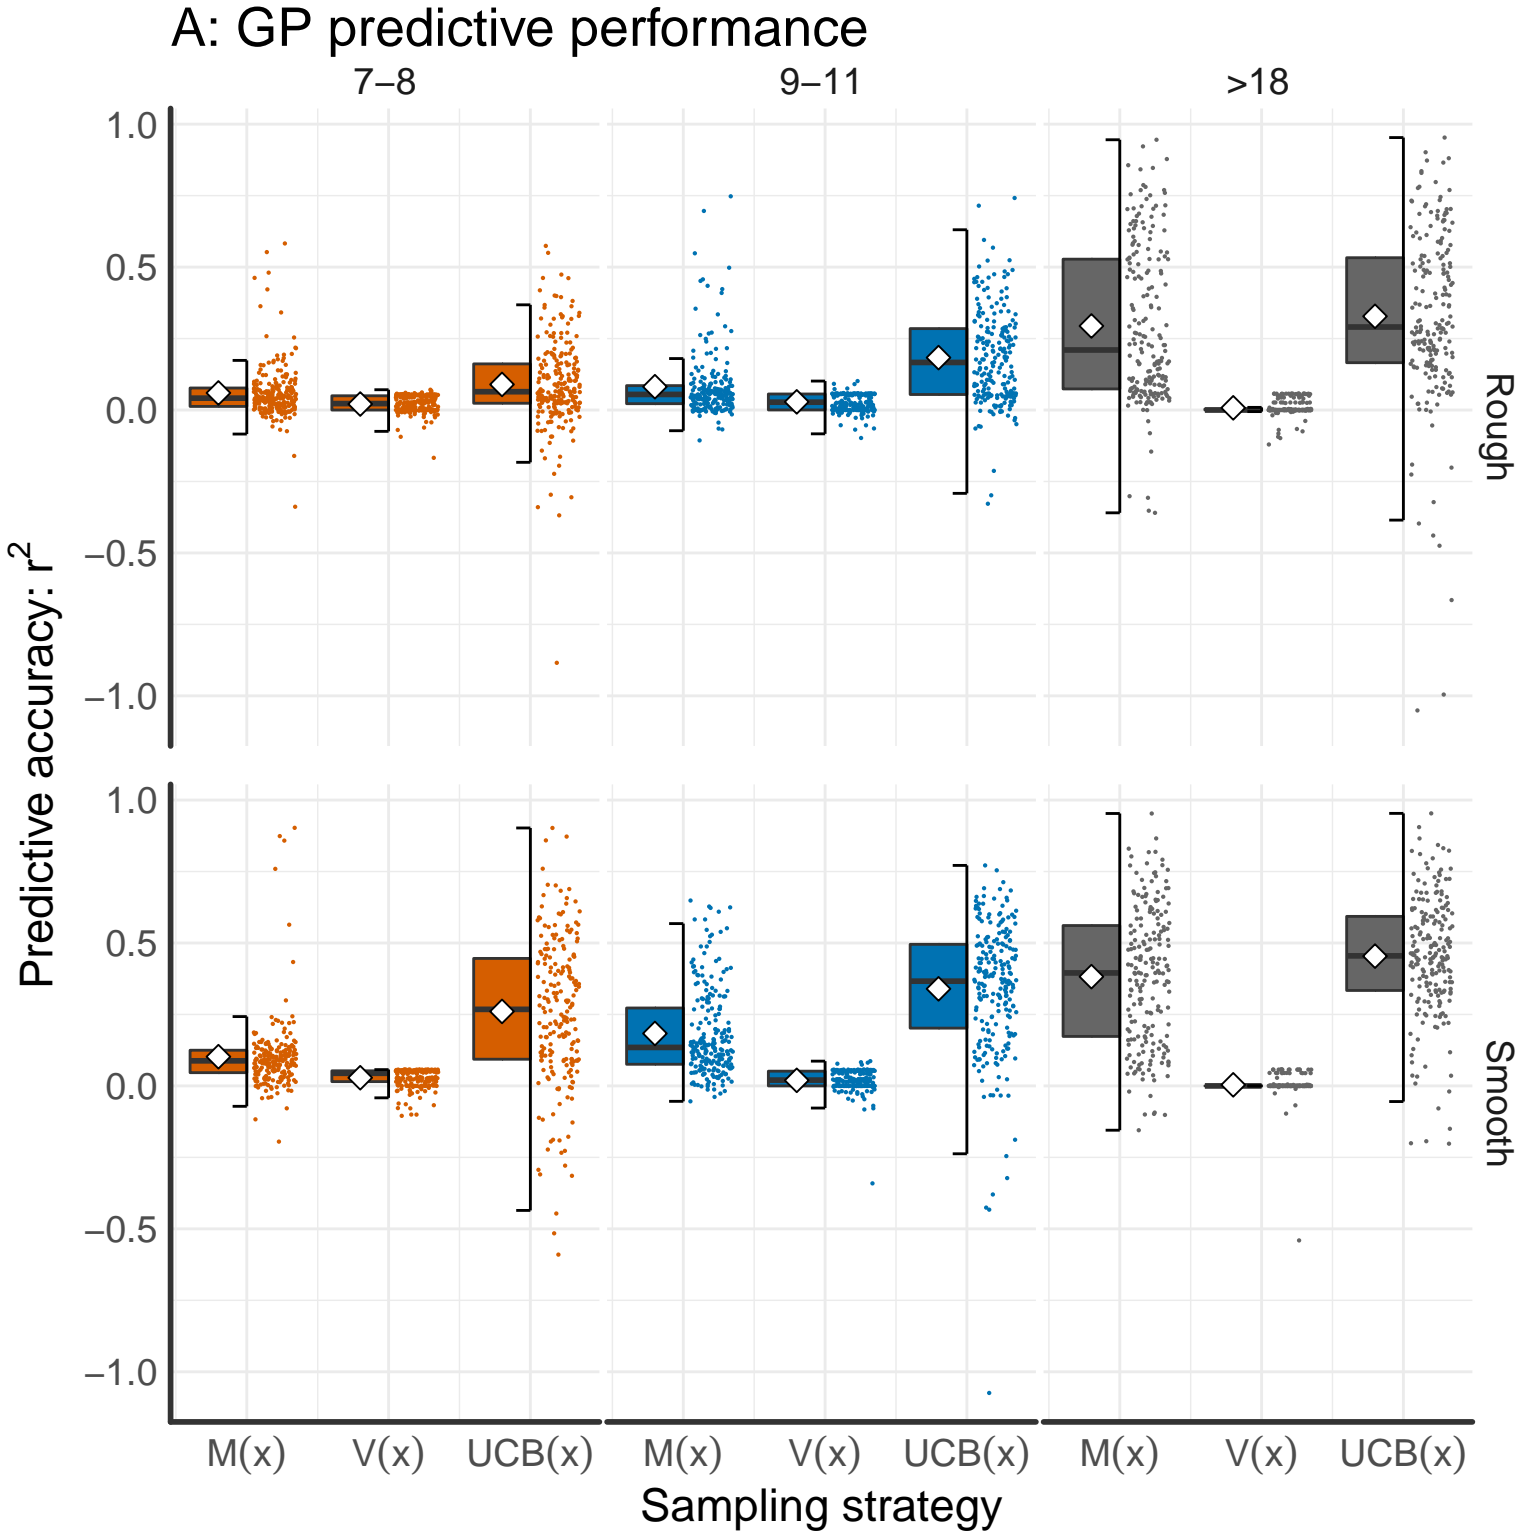 A: GP predictive performance
7–8 9–11 >18
1.0
0.5
0.0
−0.5
−1.0
Rough
Predictive accuracy: r²
1.0
0.5
0.0
−0.5
−1.0
Smooth
M(x) V(x) UCB(x) M(x) V(x) UCB(x) M(x) V(x) UCB(x)
Sampling strategy